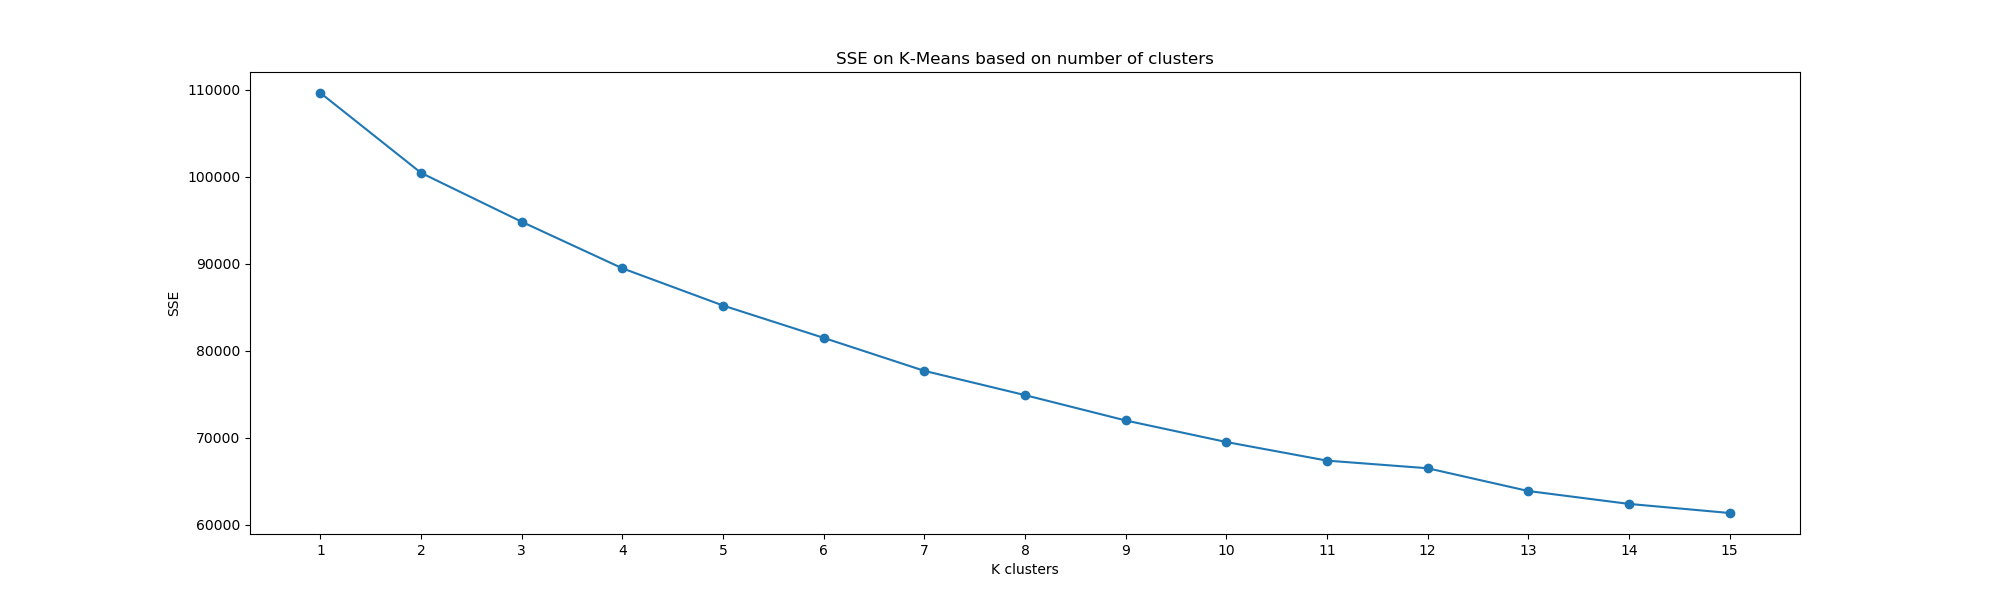 SSE on K-Means based on number of clusters
110000
100000
90000
80000
70000
60000
SSE
1 2 3 4 5 6 7 8 9 10 11 12 13 14 15
K clusters